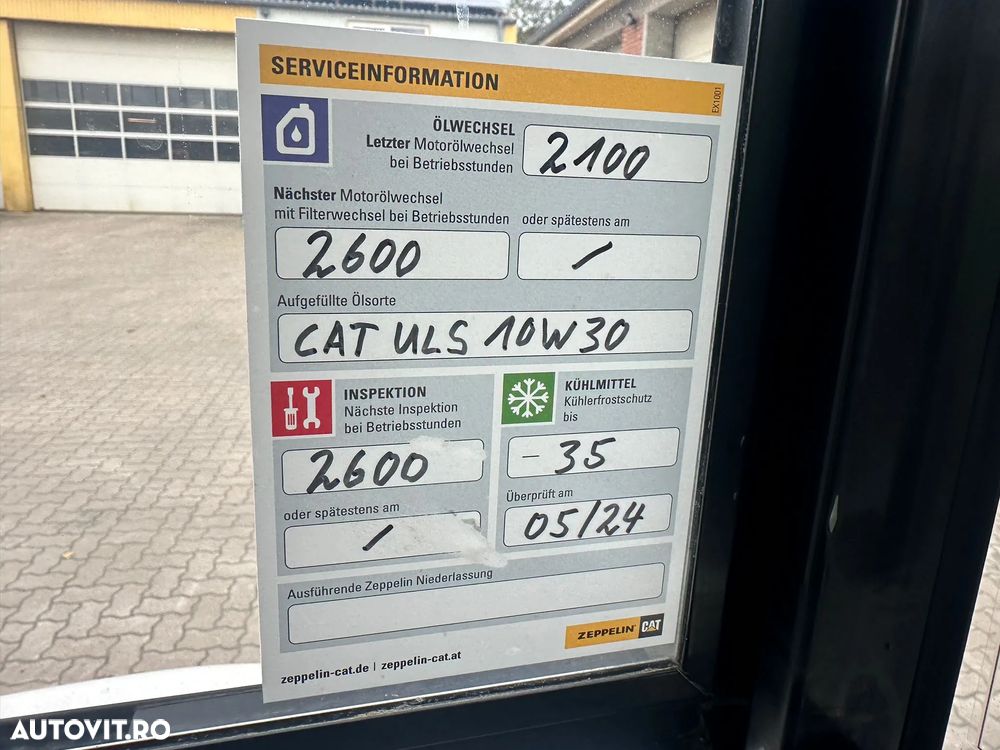 SERVICEINFORMATION
EX1001
ÖLWECHSEL
Letzter Motorölwechsel
bei Betriebsstunden
2100
Nächster Motorölwechsel
mit Filterwechsel bei Betriebsstunden
oder spätestens am
2600
/
Aufgefüllte Ölsorte
CAT ULS 10W30
INSPEKTION
Nächste Inspektion
bei Betriebsstunden
2600
oder spätestens am
/
KÜHLMITTEL
Kühlerfrostschutz
bis
- 35
Überprüft am
05/24
Ausführende Zeppelin Niederlassung
ZEPPELIN CAT
zeppelin-cat.de | zeppelin-cat.at
AUTOVIT.RO